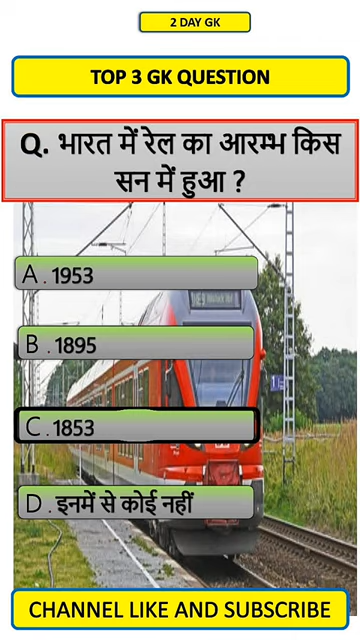 2 DAY GK
TOP 3 GK QUESTION
Q. भारत में रेल का आरम्भ किस
सन में हुआ ?
A . 1953
B . 1895
C . 1853
D . इनमें से कोई नहीं
CHANNEL LIKE AND SUBSCRIBE